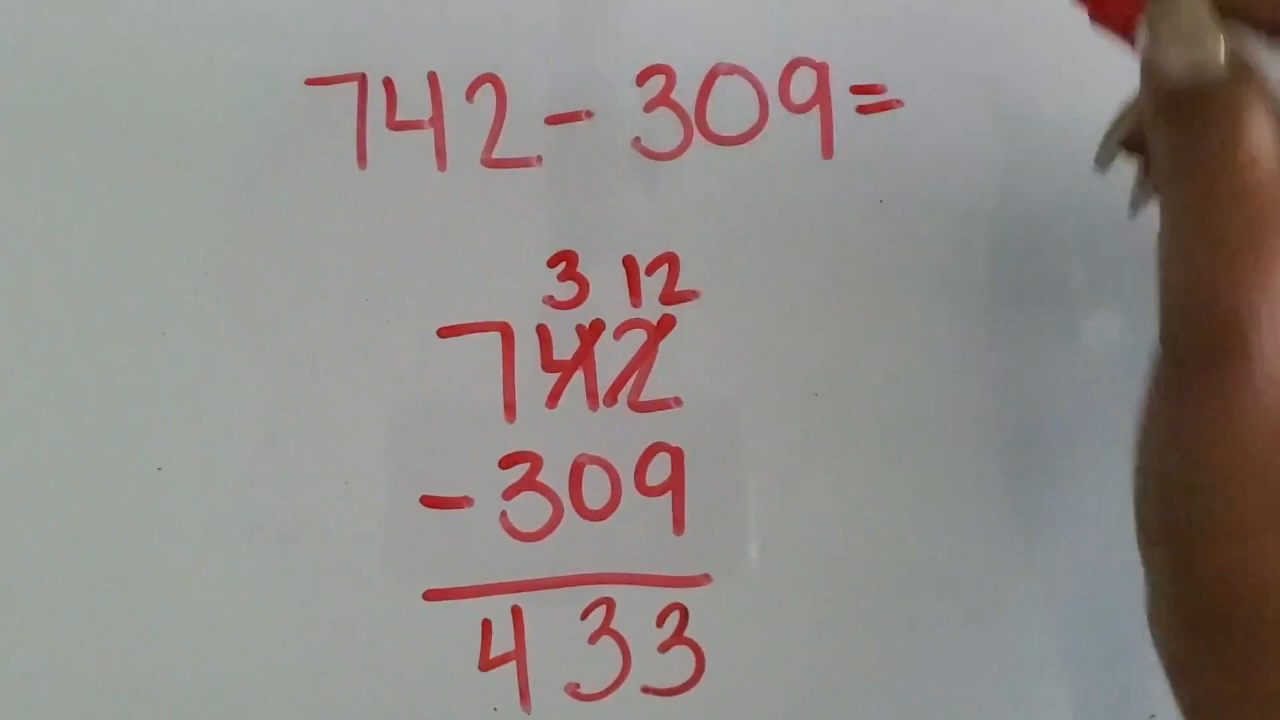 742 - 309 =
3 12
742
- 309
433